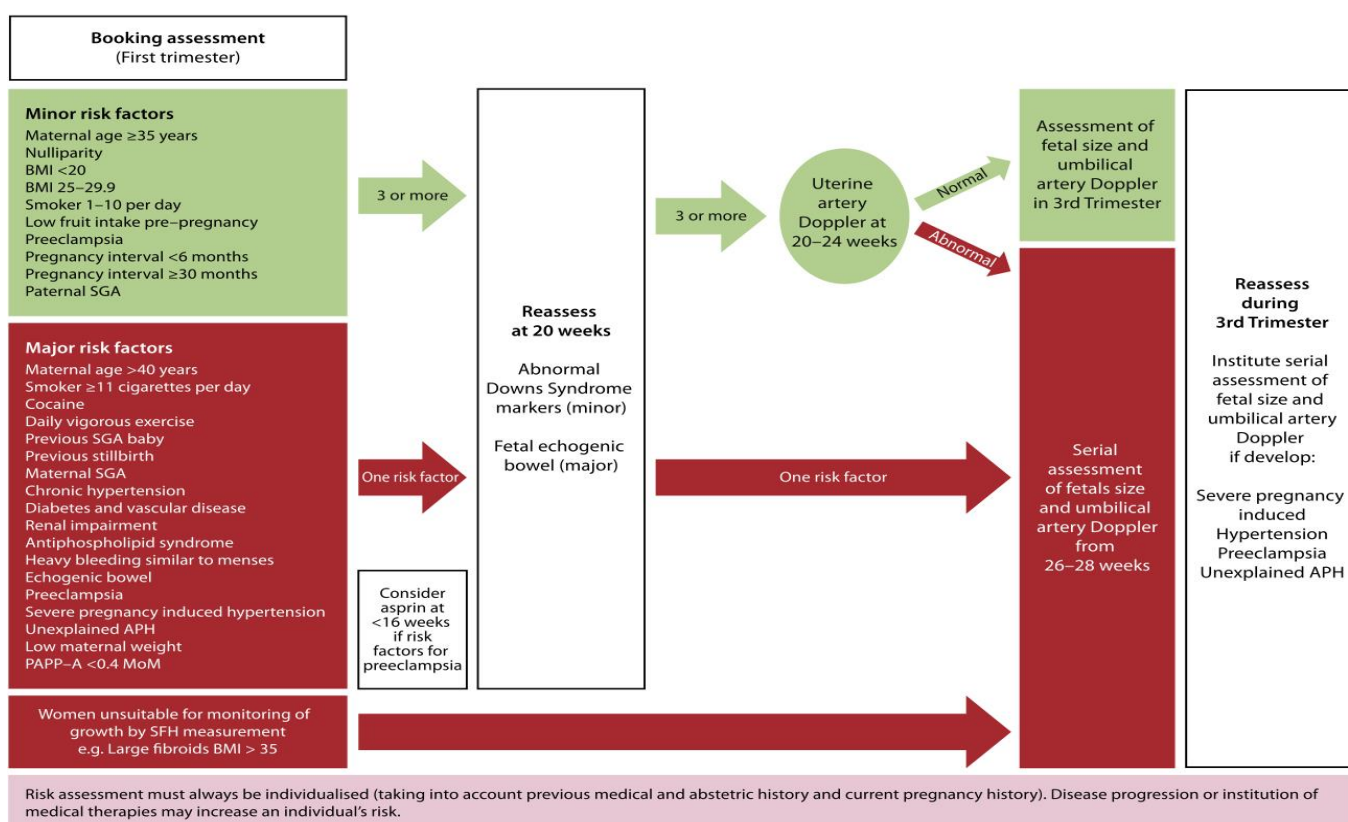 Booking assessment
(First trimester)
Minor risk factors
Maternal age ≥35 years
Nulliparity
BMI <20
BMI 25–29.9
Smoker 1–10 per day
Low fruit intake pre–pregnancy
Preeclampsia
Pregnancy interval <6 months
Pregnancy interval ≥30 months
Paternal SGA
3 or more
Major risk factors
Maternal age >40 years
Smoker ≥11 cigarettes per day
Cocaine
Daily vigorous exercise
Previous SGA baby
Previous stillbirth
Maternal SGA
Chronic hypertension
Diabetes and vascular disease
Renal impairment
Antiphospholipid syndrome
Heavy bleeding similar to menses
Echogenic bowel
Preeclampsia
Severe pregnancy induced hypertension
Unexplained APH
Low maternal weight
PAPP–A <0.4 MoM
One risk factor
Consider
asprin at
<16 weeks
if risk
factors for
preeclampsia
Women unsuitable for monitoring of
growth by SFH measurement
e.g. Large fibroids BMI > 35
Reassess
at 20 weeks
Abnormal
Downs Syndrome
markers (minor)
Fetal echogenic
bowel (major)
3 or more
One risk factor
Uterine
artery
Doppler at
20–24 weeks
Normal
Abnormal
Assessment of
fetal size and
umbilical
artery Doppler
in 3rd Trimester
Serial
assessment
of fetals size
and umbilical
artery Doppler
from
26–28 weeks
Reassess
during
3rd Trimester
Institute serial
assessment of
fetal size and
umbilical artery
Doppler
if develop:
Severe pregnancy
induced
Hypertension
Preeclampsia
Unexplained APH
Risk assessment must always be individualised (taking into account previous medical and abstetric history and current pregnancy history). Disease progression or institution of
medical therapies may increase an individual's risk.